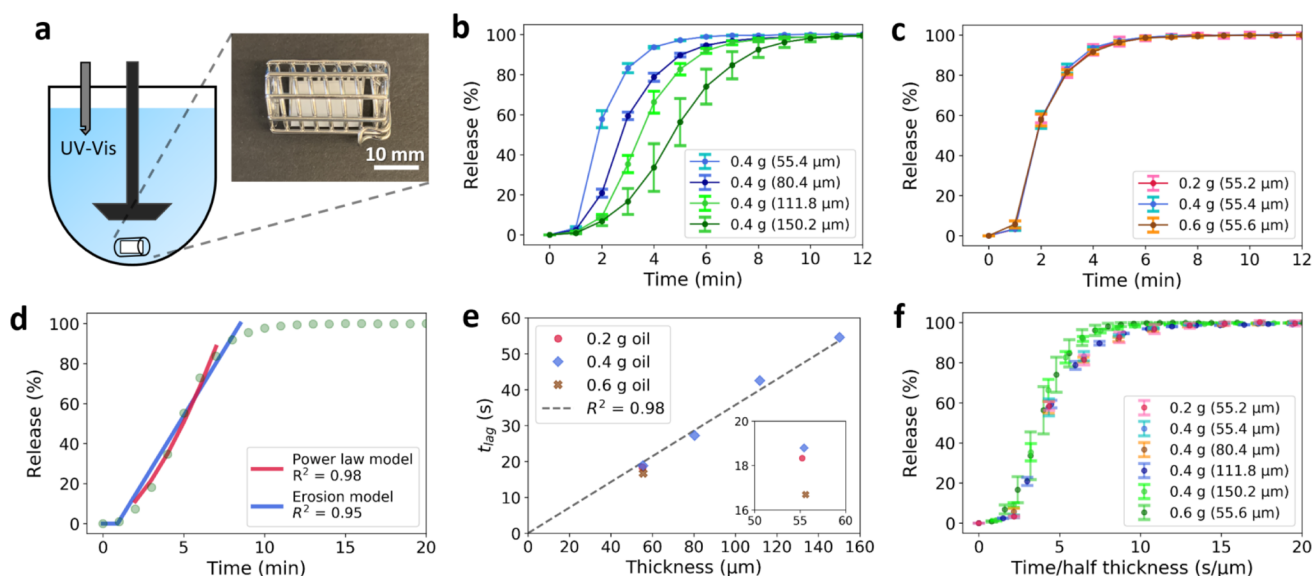 a
UV-Vis
10 mm
b
Release (%)
100
80
60
40
20
0
0 2 4 6 8 10 12
Time (min)
0.4 g (55.4 µm)
0.4 g (80.4 µm)
0.4 g (111.8 µm)
0.4 g (150.2 µm)
c
Release (%)
100
80
60
40
20
0
0 2 4 6 8 10 12
Time (min)
0.2 g (55.2 µm)
0.4 g (55.4 µm)
0.6 g (55.6 µm)
d
Release (%)
100
80
60
40
20
0
0 5 10 15 20
Time (min)
Power law model
R² = 0.98
Erosion model
R² = 0.95
e
t_lag (s)
60
50
40
30
20
10
0
0 20 40 60 80 100 120 140 160
Thickness (µm)
0.2 g oil
0.4 g oil
0.6 g oil
R² = 0.98
20
18
16
50 55 60
f
Release (%)
100
80
60
40
20
0
0 5 10 15 20
Time/half thickness (s/µm)
0.2 g (55.2 µm)
0.4 g (55.4 µm)
0.4 g (80.4 µm)
0.4 g (111.8 µm)
0.4 g (150.2 µm)
0.6 g (55.6 µm)